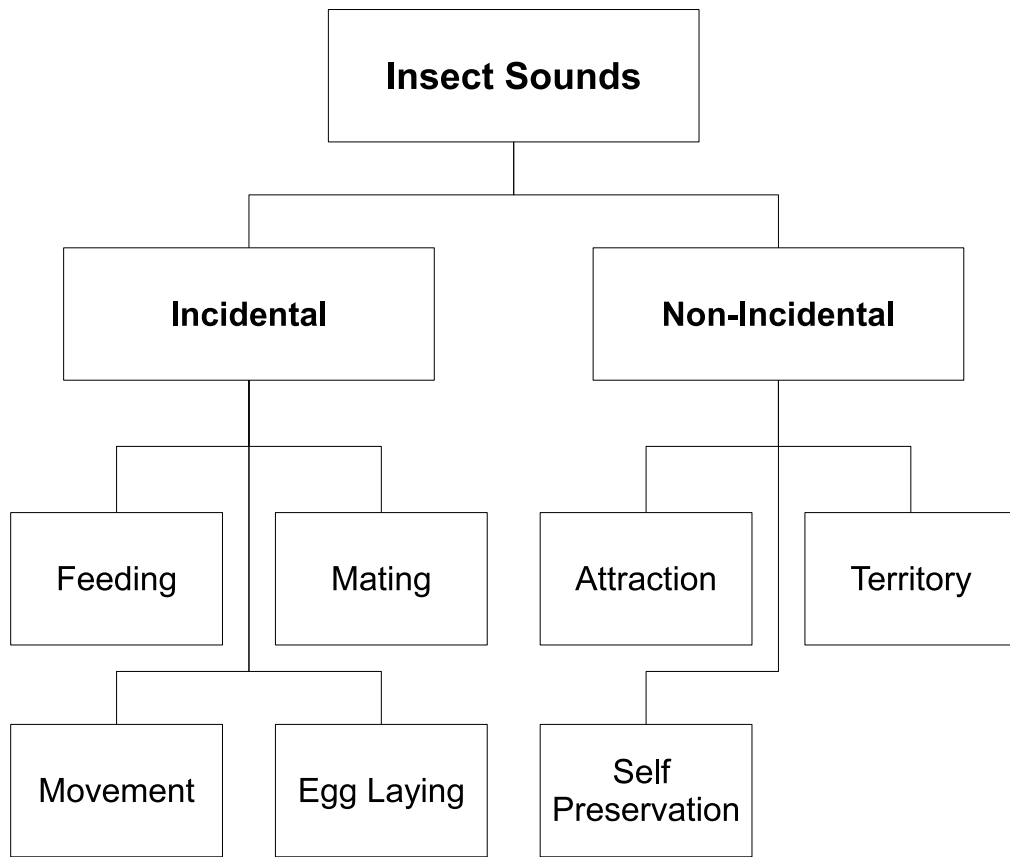 Insect Sounds
Incidental
Non-Incidental
Feeding
Mating
Attraction
Territory
Movement
Egg Laying
Self
Preservation